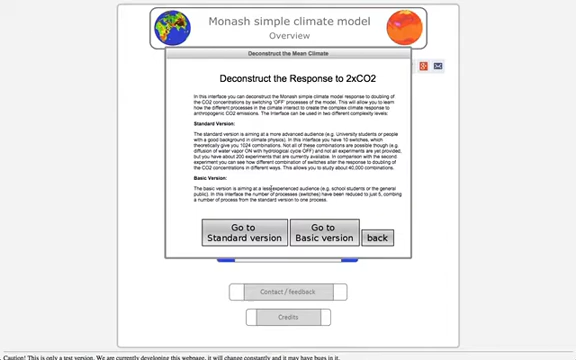 Monash simple climate model
Overview
Deconstruct the Mean Climate
Deconstruct the Response to 2xCO2
In this interface you can deconstruct the Monash simple climate model response to doubling of
the CO2 concentrations by switching 'OFF' processes of the model. This will allow you to learn
how the different processes in the climate interact to create the complex climate response to
anthropogenic CO2 emissions. The interface can be used in two different complexity levels:
Standard Version:
The standard version is aiming at a more advanced audience (e.g. University students or people
with a good background in climate physics). In this interface you have 10 switches, which
theoretically give you 1024 combinations. Not all of these combinations are possible though (e.g.
diffusion of water vapor ON with hydrological cycle OFF) and not all experiments are yet provided,
but you have about 200 experiments that are currently available. In comparison with the second
experiment you can see how different combination of switches alter the response to doubling of
the CO2 concentrations in different ways. This allows you to study about 40,000 combinations.
Basic Version:
The basic version is aiming at a less experienced audience (e.g. school students or the general
public). In this interface the number of processes (switches) have been reduced to just 5, combing
a number of process from the standard version to one process.
Go to
Standard version
Go to
Basic version
back
Contact / feedback
Credits
Caution! This is only a test version. We are currently developing this webpage, it will change constantly and it may have bugs in it.